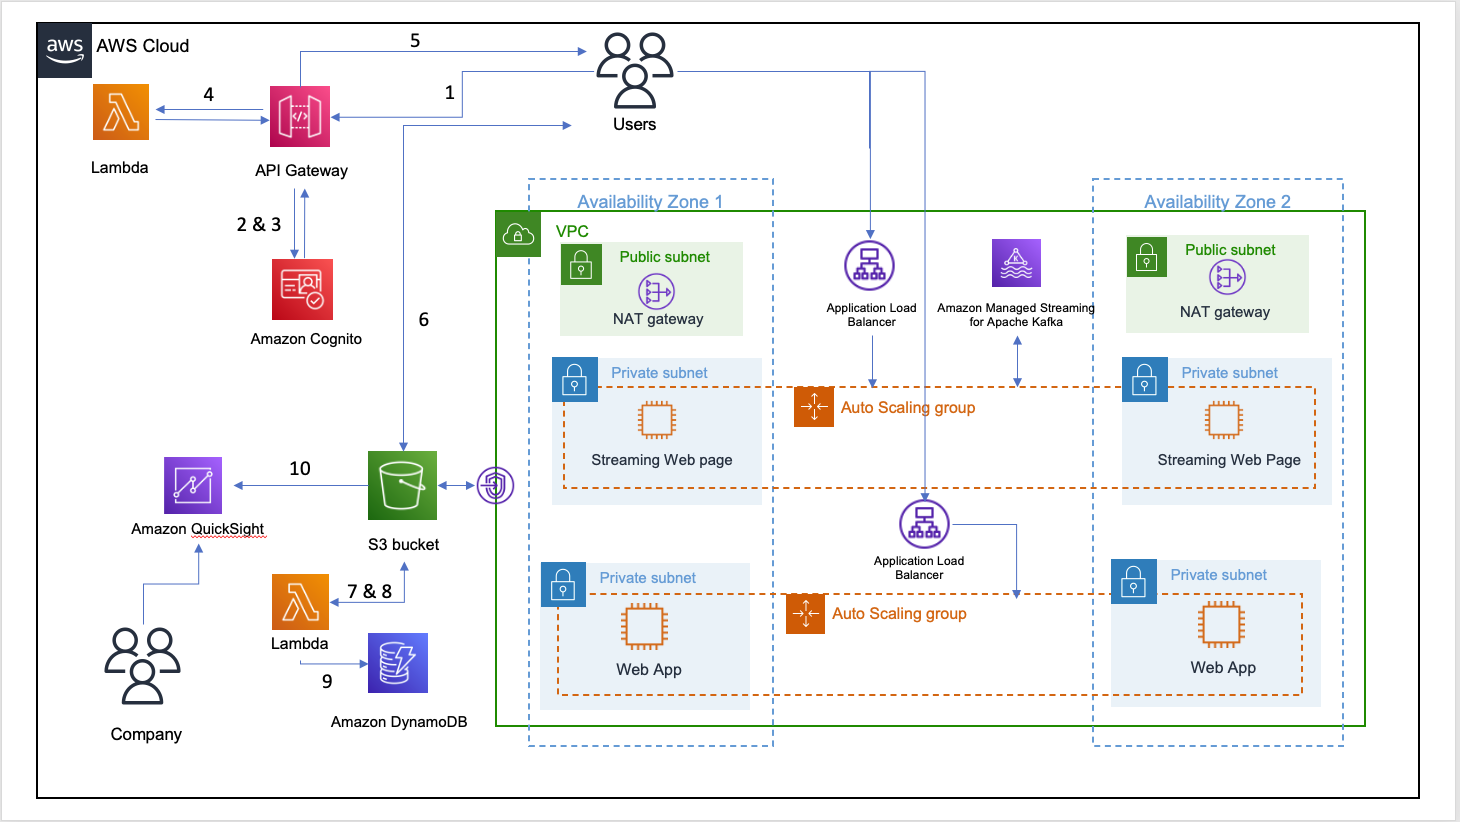 aws
AWS Cloud
5
4
1
Users
Lambda
API Gateway
Availability Zone 1
Availability Zone 2
2 & 3
VPC
Public subnet
Public subnet
Application Load
Balancer
Amazon Managed Streaming
for Apache Kafka
NAT gateway
NAT gateway
6
Amazon Cognito
Private subnet
Private subnet
Auto Scaling group
Streaming Web page
Streaming Web Page
10
Amazon QuickSight
S3 bucket
Application Load
Balancer
Private subnet
Private subnet
7 & 8
Auto Scaling group
Lambda
Web App
Web App
9
Amazon DynamoDB
Company